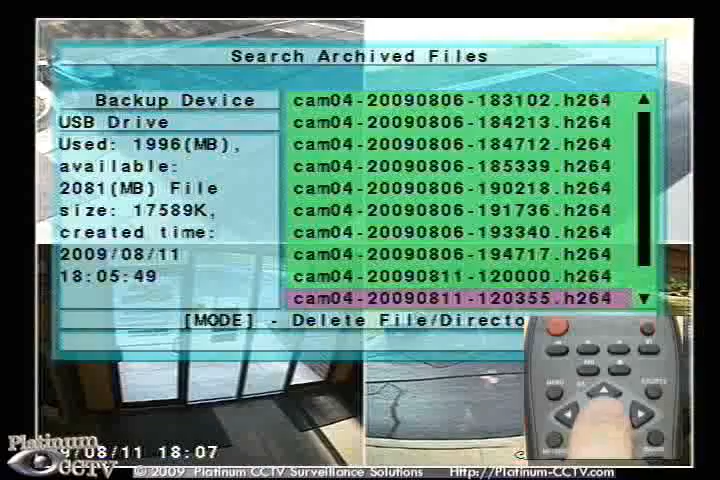 Search Archived Files
Backup Device
USB Drive
Used: 1996(MB),
available:
2081(MB) File
size: 17589K,
created time:
2009/08/11
18:05:49
cam04-20090806-183102.h264
cam04-20090806-184213.h264
cam04-20090806-184712.h264
cam04-20090806-185339.h264
cam04-20090806-190218.h264
cam04-20090806-191736.h264
cam04-20090806-193340.h264
cam04-20090806-194717.h264
cam04-20090811-120000.h264
cam04-20090811-120355.h264
[MODE] - Delete File/Directo
MENU
Platinum
CCTV
9/08/11 18:07
© 2009 Platinum CCTV Surveillance Solutions Http://Platinum-CCTV.com